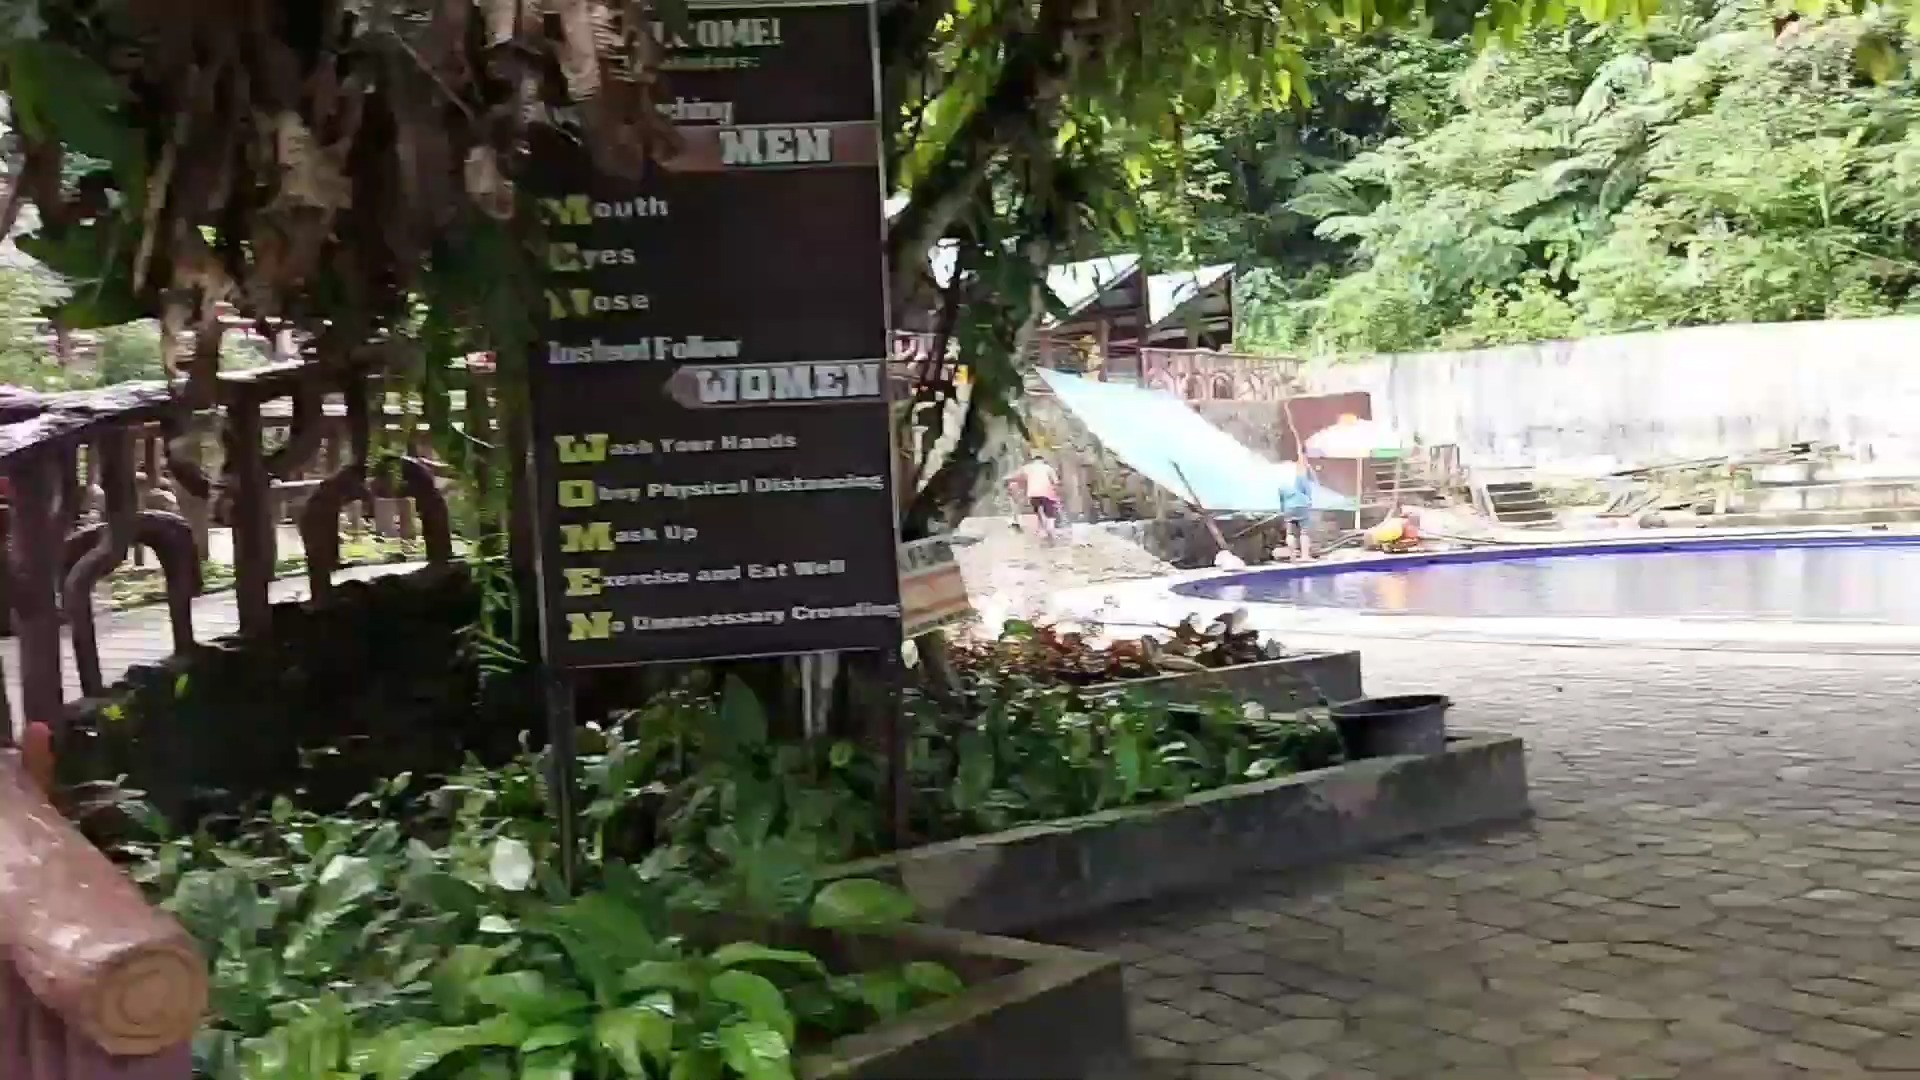 MEN
Mouth
Eyes
Nose
Instead Follow
WOMEN
Wash Your Hands
Obey Physical Distancing
Mask Up
Exercise and Eat Well
No Unnecessary Crowding